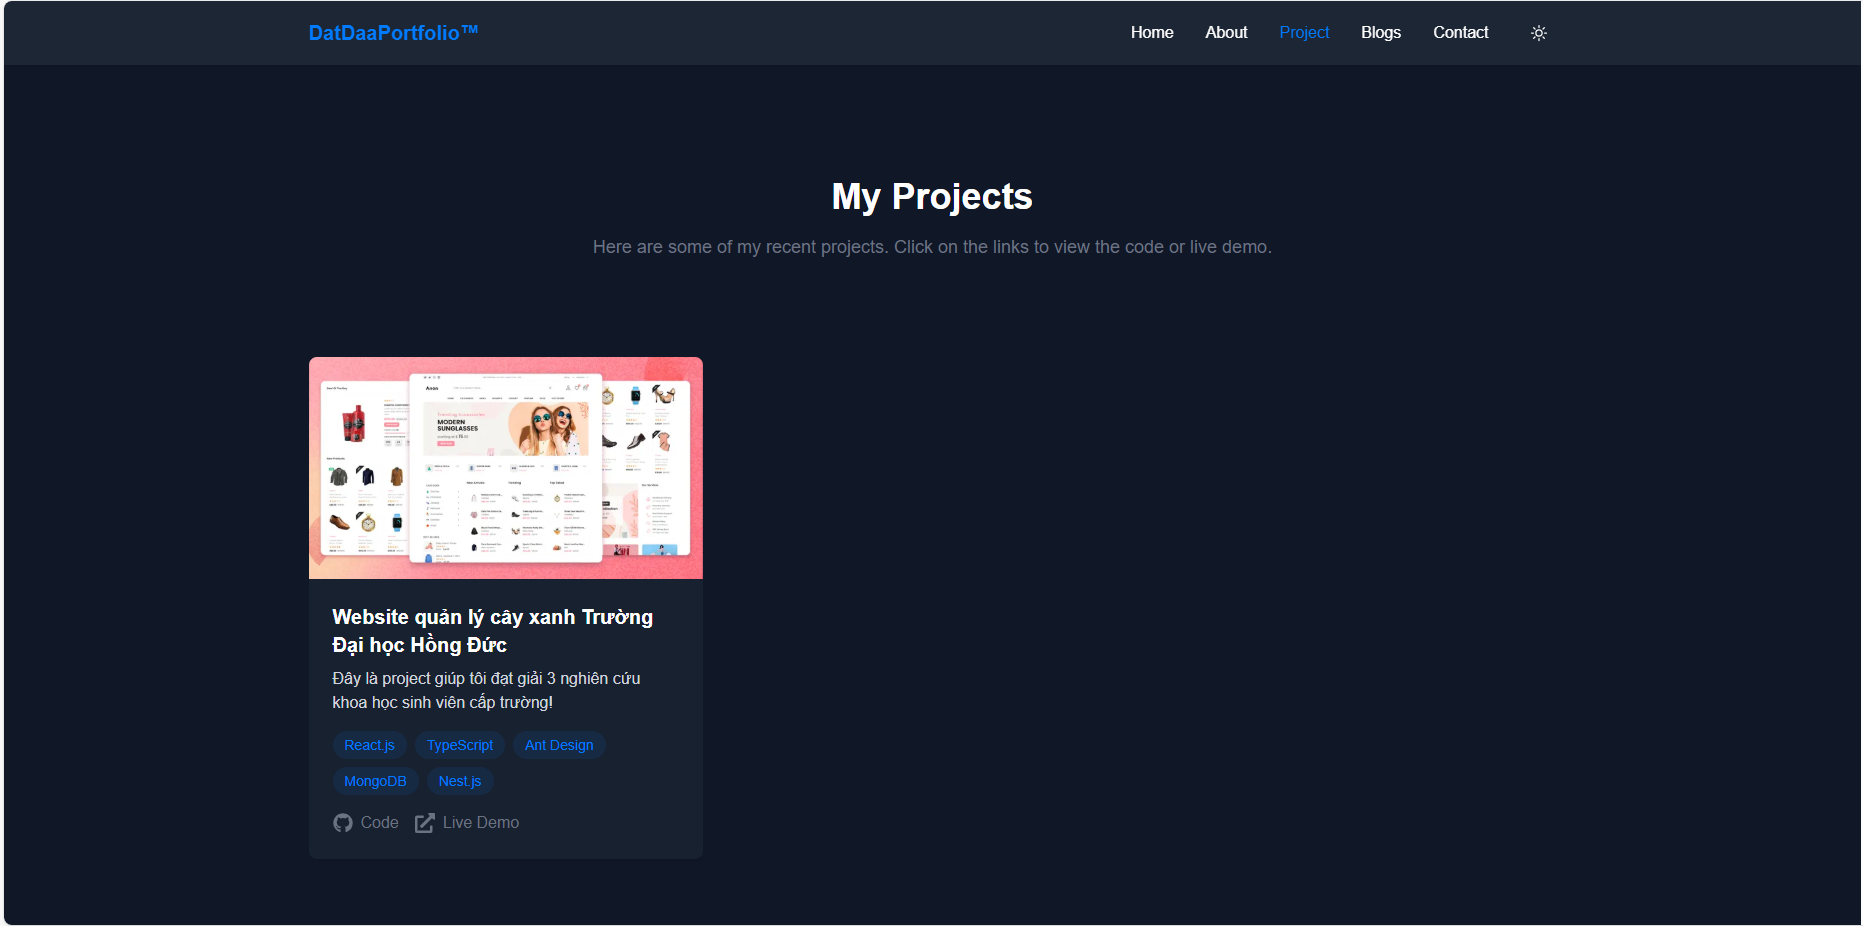 DatDaaPortfolio™
Home About Project Blogs Contact
My Projects
Here are some of my recent projects. Click on the links to view the code or live demo.
Anon
MODERN
SUNGLASSES
Website quản lý cây xanh Trường
Đại học Hồng Đức
Đây là project giúp tôi đạt giải 3 nghiên cứu
khoa học sinh viên cấp trường!
React.js TypeScript Ant Design
MongoDB Nest.js
Code Live Demo